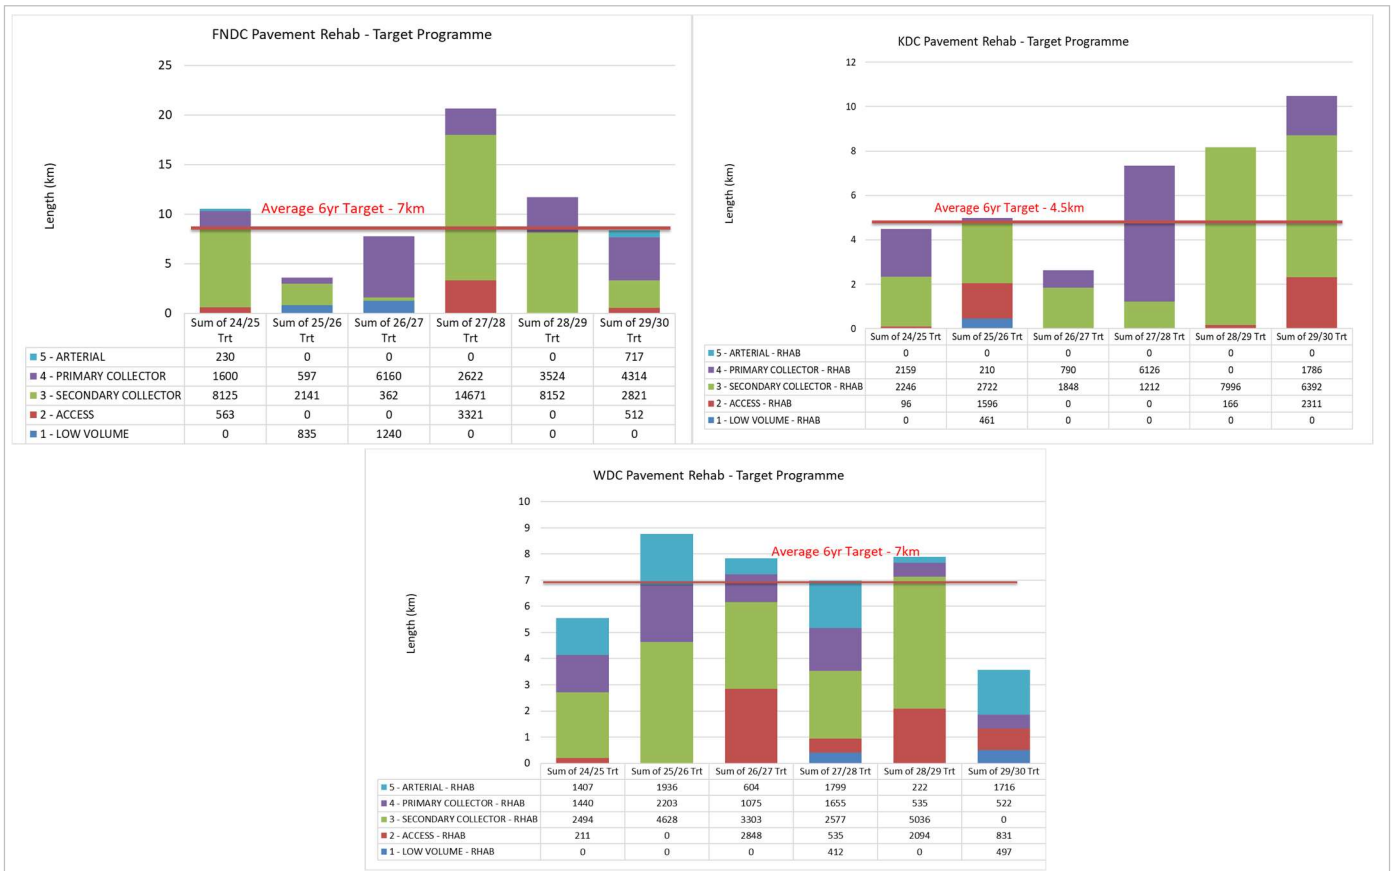 FNDC Pavement Rehab - Target Programme
Length (km)
25
20
15
10
5
0
Average 6yr Target - 7km
Sum of 24/25 Trt Sum of 25/26 Trt Sum of 26/27 Trt Sum of 27/28 Trt Sum of 28/29 Trt Sum of 29/30 Trt
5 - ARTERIAL 230 0 0 0 0 717
4 - PRIMARY COLLECTOR 1600 597 6160 2622 3524 4314
3 - SECONDARY COLLECTOR 8125 2141 362 14671 8152 2821
2 - ACCESS 563 0 0 3321 0 512
1 - LOW VOLUME 0 835 1240 0 0 0
KDC Pavement Rehab - Target Programme
Length (km)
12
10
8
6
4
2
0
Average 6yr Target - 4.5km
Sum of 24/25 Trt Sum of 25/26 Trt Sum of 26/27 Trt Sum of 27/28 Trt Sum of 28/29 Trt Sum of 29/30 Trt
5 - ARTERIAL - RHAB 0 0 0 0 0 0
4 - PRIMARY COLLECTOR - RHAB 2159 210 790 6126 0 1786
3 - SECONDARY COLLECTOR - RHAB 2246 2722 1848 1212 7996 6392
2 - ACCESS - RHAB 96 1596 0 0 166 2311
1 - LOW VOLUME - RHAB 0 461 0 0 0 0
WDC Pavement Rehab - Target Programme
Length (km)
10
9
8
7
6
5
4
3
2
1
0
Average 6yr Target - 7km
Sum of 24/25 Trt Sum of 25/26 Trt Sum of 26/27 Trt Sum of 27/28 Trt Sum of 28/29 Trt Sum of 29/30 Trt
5 - ARTERIAL - RHAB 1407 1936 604 1799 222 1716
4 - PRIMARY COLLECTOR - RHAB 1440 2203 1075 1655 535 522
3 - SECONDARY COLLECTOR - RHAB 2494 4628 3303 2577 5036 0
2 - ACCESS - RHAB 211 0 2848 535 2094 831
1 - LOW VOLUME - RHAB 0 0 0 412 0 497